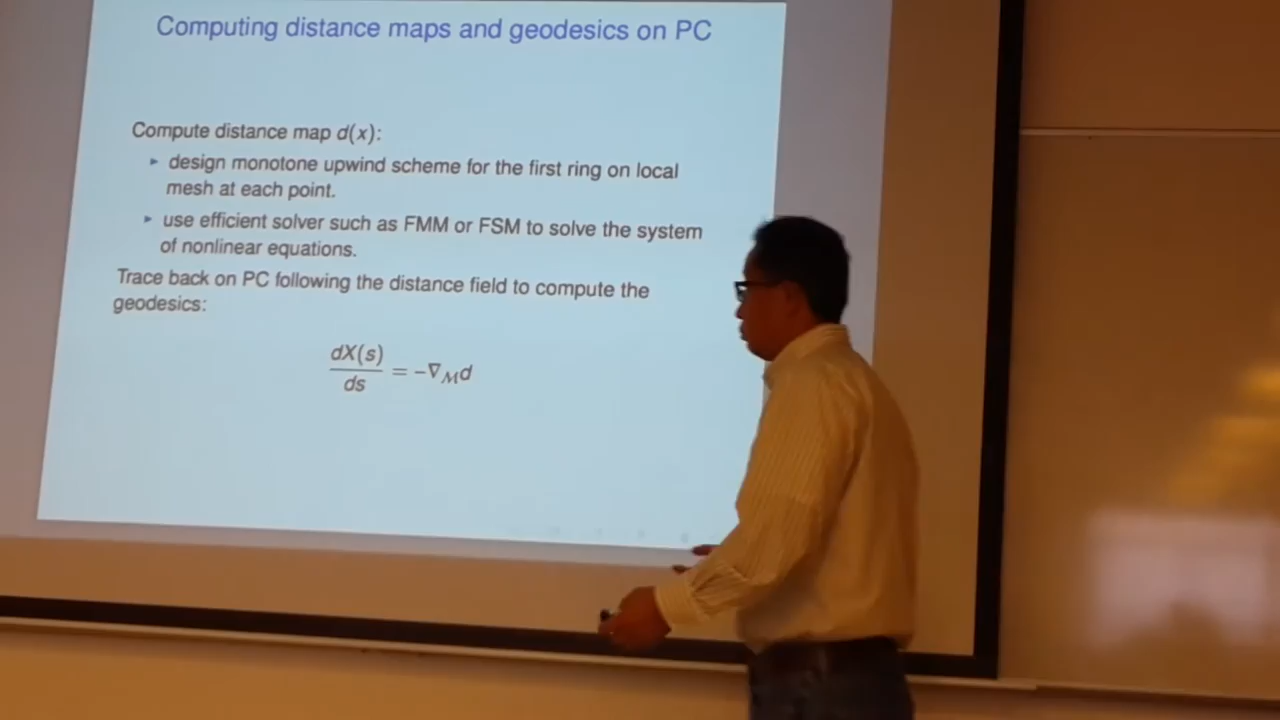 Computing distance maps and geodesics on PC
Compute distance map d(x):
▸ design monotone upwind scheme for the first ring on local
mesh at each point.
▸ use efficient solver such as FMM or FSM to solve the system
of nonlinear equations.
Trace back on PC following the distance field to compute the
geodesics:
dX(s)/ds = −∇_M d